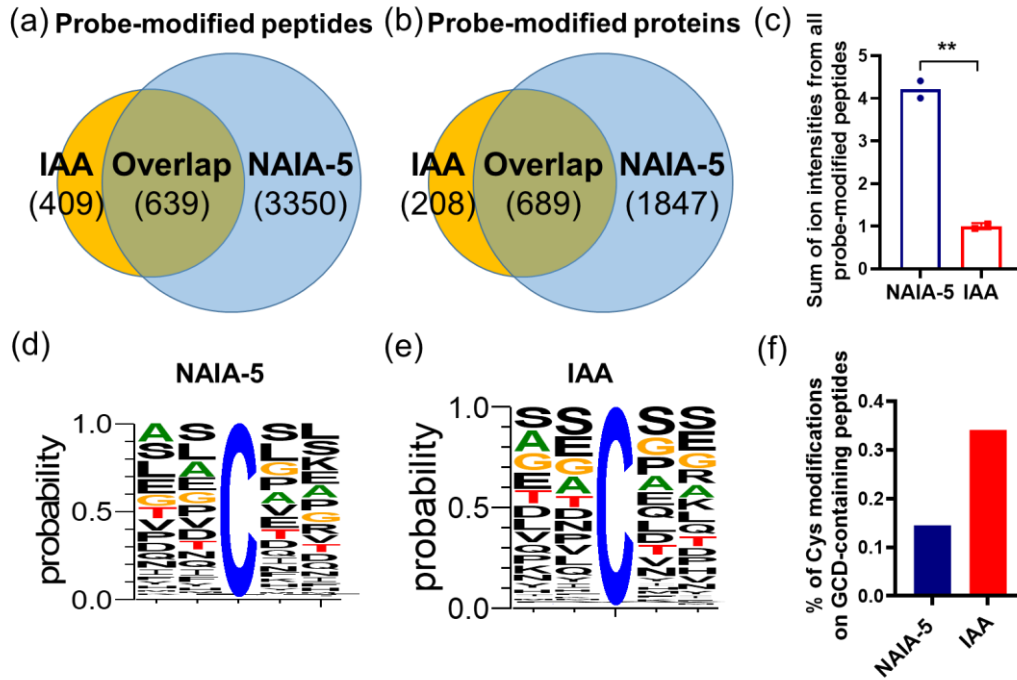 (a) Probe-modified peptides
IAA
(409)
Overlap
(639)
NAIA-5
(3350)
(b) Probe-modified proteins
IAA
(208)
Overlap
(689)
NAIA-5
(1847)
(c)
Sum of ion intensities from all
probe-modified peptides
5
4
3
2
1
0
**
NAIA-5
IAA
(d)
NAIA-5
probability
1.0
0.5
0.0
C
(e)
IAA
probability
1.0
0.5
0.0
C
(f)
% of Cys modifications
on GCD-containing peptides
0.4
0.3
0.2
0.1
0.0
NAIA-5
IAA